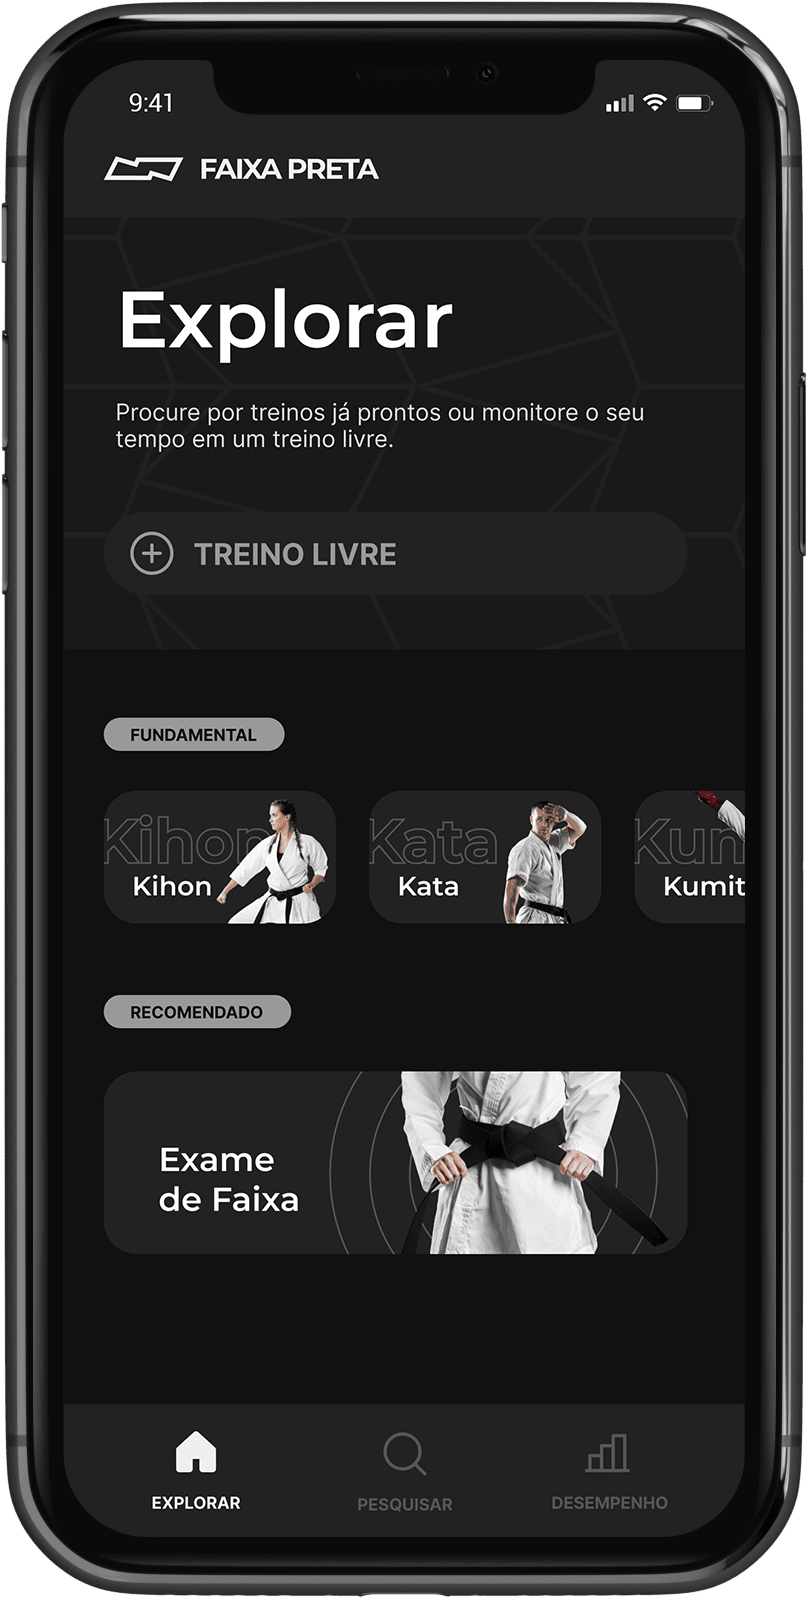 9:41
FAIXA PRETA
Explorar
Procure por treinos já prontos ou monitore o seu
tempo em um treino livre.
TREINO LIVRE
FUNDAMENTAL
Kihon
Kihon
Kata
Kata
Kum
Kumit
RECOMENDADO
Exame
de Faixa
EXPLORAR
PESQUISAR
DESEMPENHO